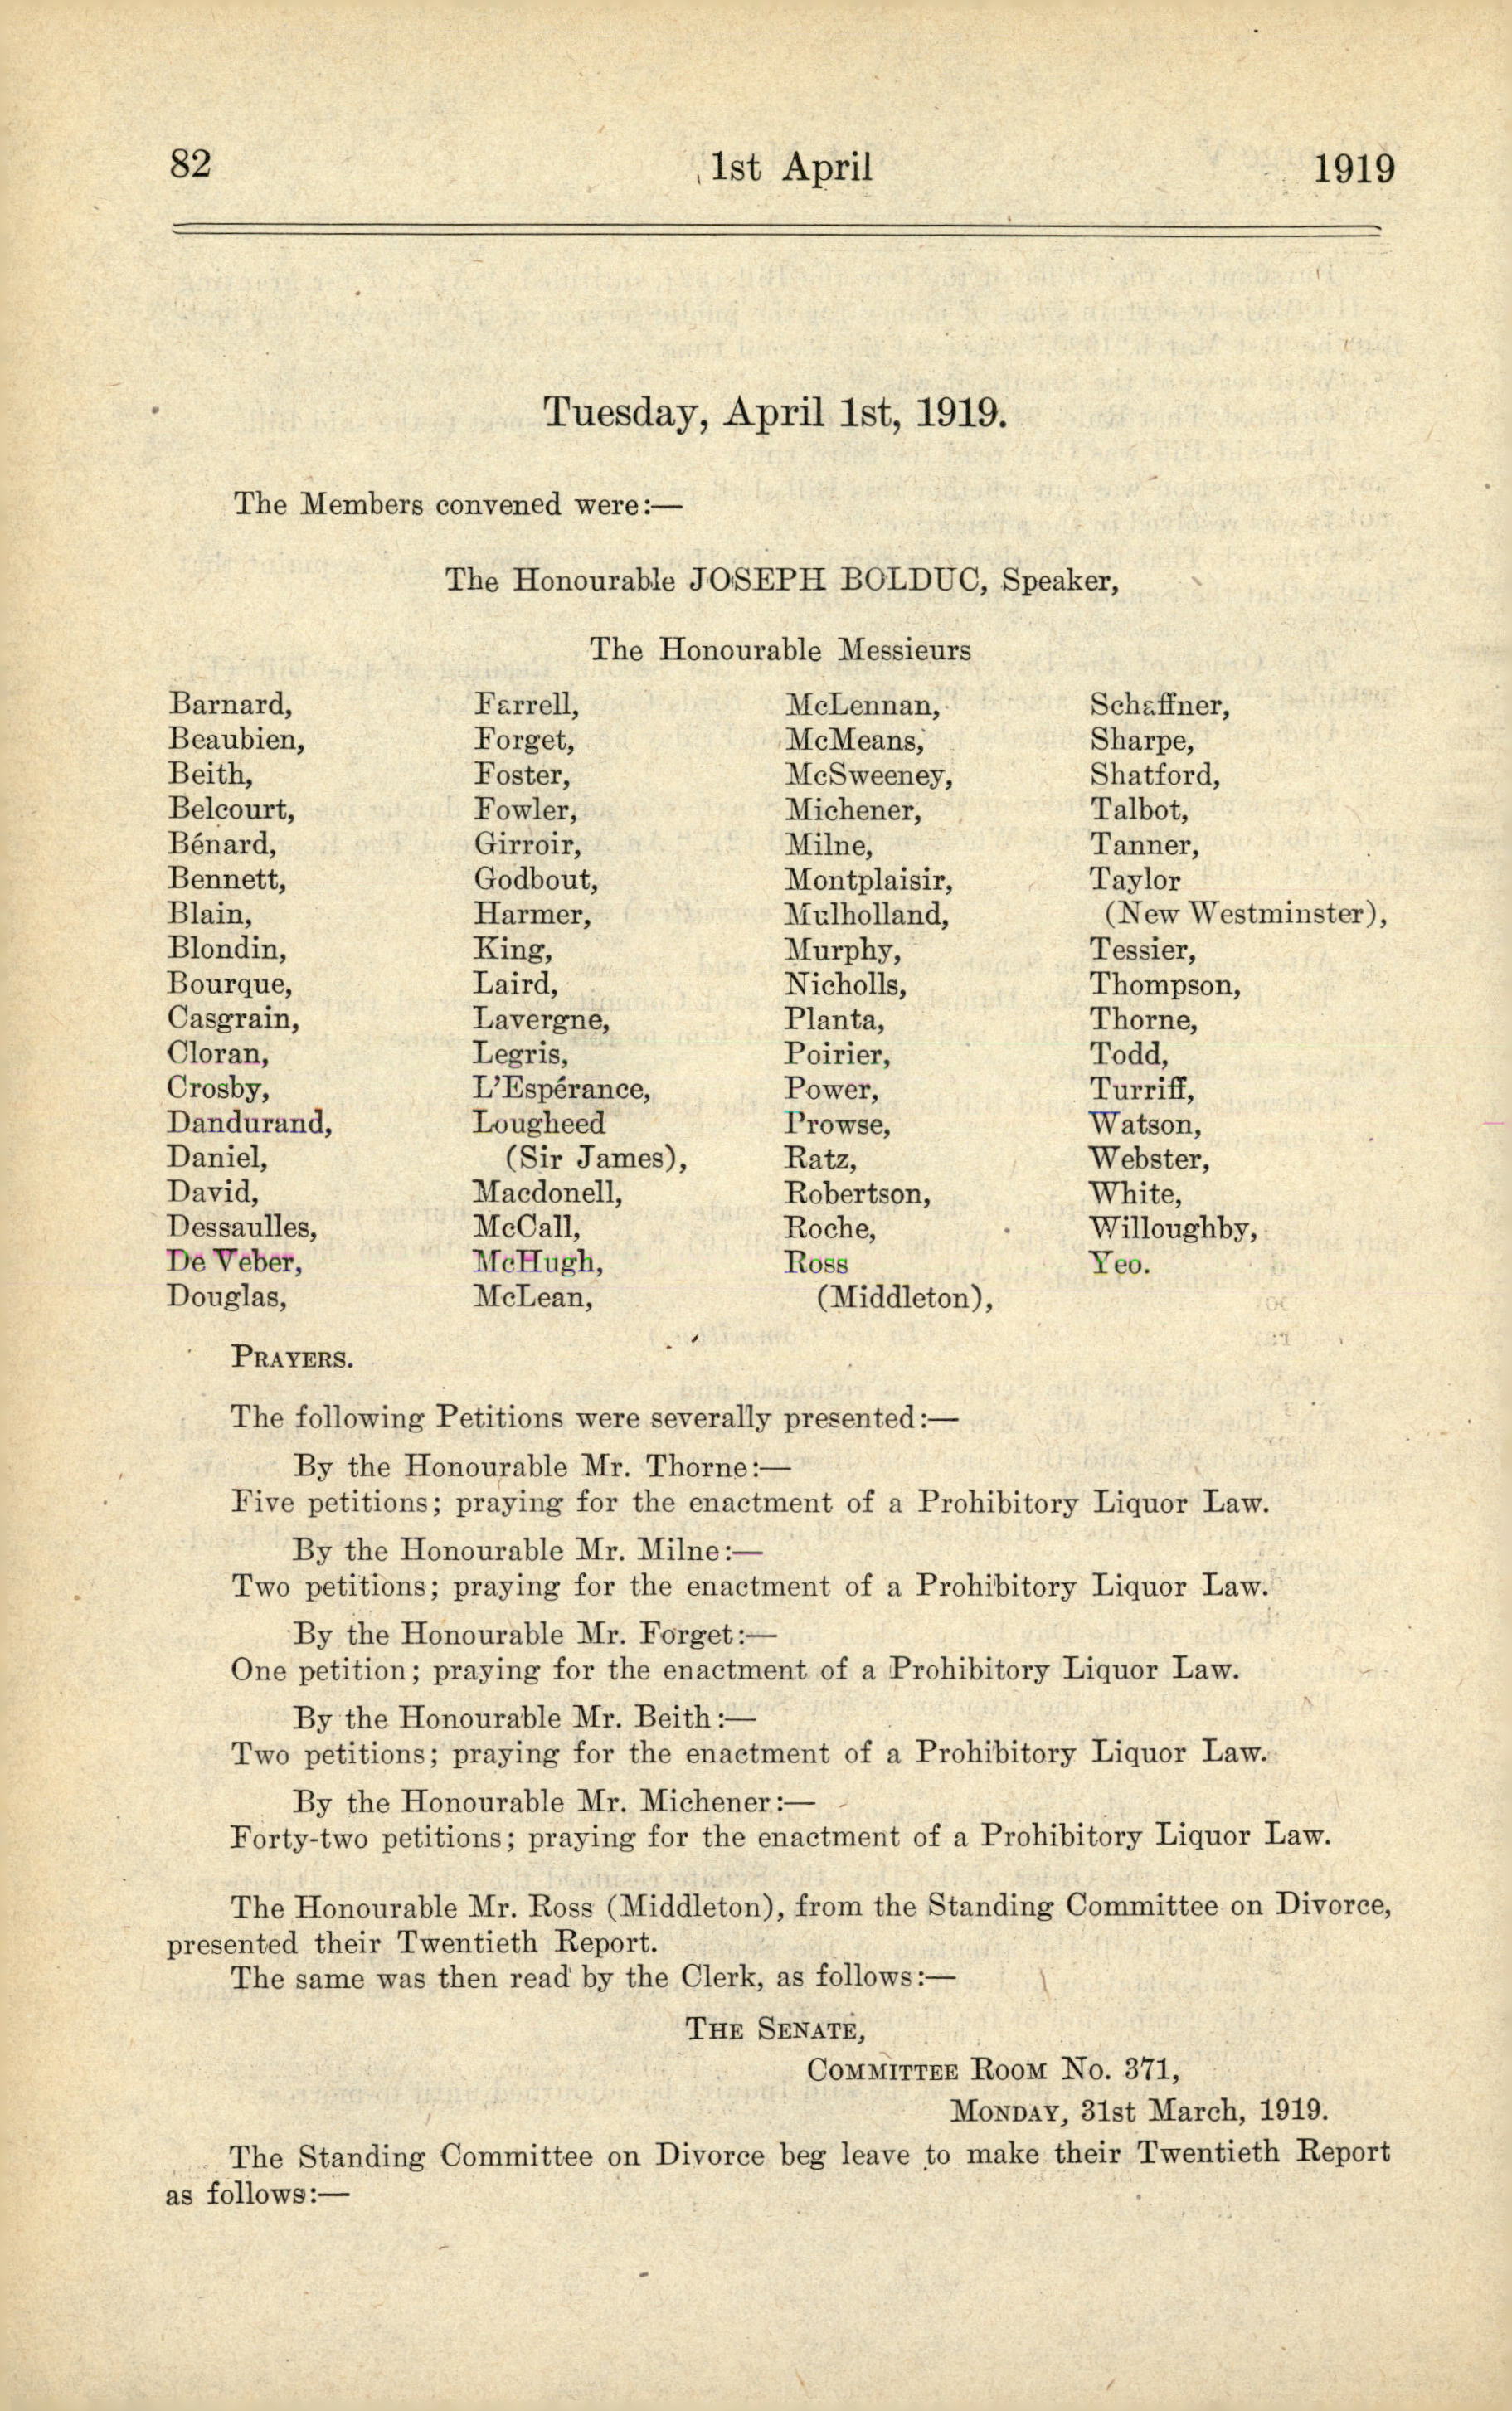 82 1st April 1919
Tuesday, April 1st, 1919.
The Members convened were:—
The Honourable JOSEPH BOLDUC, Speaker,
The Honourable Messieurs
Barnard,
Beaubien,
Beith,
Belcourt,
Bénard,
Bennett,
Blain,
Blondin,
Bourque,
Casgrain,
Cloran,
Crosby,
Dandurand,
Daniel,
David,
Dessaulles,
De Veber,
Douglas,
Farrell,
Forget,
Foster,
Fowler,
Girroir,
Godbout,
Harmer,
King,
Laird,
Lavergne,
Legris,
L'Espérance,
Lougheed
(Sir James),
Macdonell,
McCall,
McHugh,
McLean,
McLennan,
McMeans,
McSweeney,
Michener,
Milne,
Montplaisir,
Mulholland,
Murphy,
Nicholls,
Planta,
Poirier,
Power,
Prowse,
Ratz,
Robertson,
Roche,
Ross
(Middleton),
Schaffner,
Sharpe,
Shatford,
Talbot,
Tanner,
Taylor
(New Westminster),
Tessier,
Thompson,
Thorne,
Todd,
Turriff,
Watson,
Webster,
White,
Willoughby,
Yeo.
PRAYERS.
The following Petitions were severally presented:—
By the Honourable Mr. Thorne:—
Five petitions; praying for the enactment of a Prohibitory Liquor Law.
By the Honourable Mr. Milne:—
Two petitions; praying for the enactment of a Prohibitory Liquor Law.
By the Honourable Mr. Forget:—
One petition; praying for the enactment of a Prohibitory Liquor Law.
By the Honourable Mr. Beith:—
Two petitions; praying for the enactment of a Prohibitory Liquor Law.
By the Honourable Mr. Michener:—
Forty-two petitions; praying for the enactment of a Prohibitory Liquor Law.
The Honourable Mr. Ross (Middleton), from the Standing Committee on Divorce,
presented their Twentieth Report.
The same was then read by the Clerk, as follows:—
THE SENATE,
COMMITTEE ROOM NO. 371,
MONDAY, 31st March, 1919.
The Standing Committee on Divorce beg leave to make their Twentieth Report
as follows:—